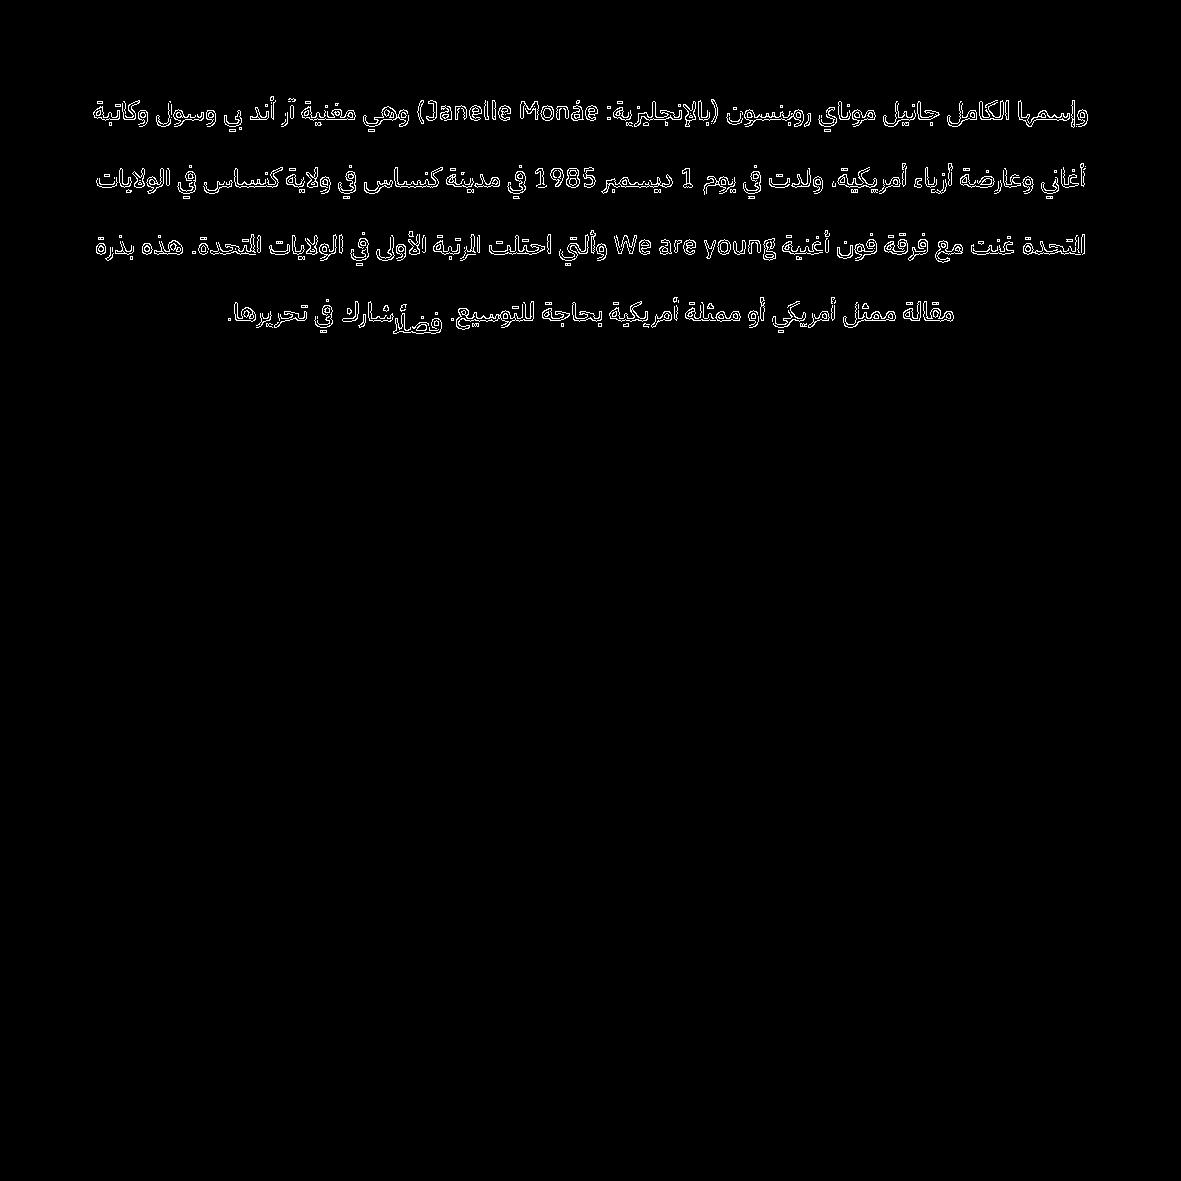 وإسمها الكامل جانيل موناي روبنسون (بالإنجليزية: Janelle Monáe) وهي مغنية آر أند بي وسول وكاتبة
أغاني وعارضة أزياء أمريكية، ولدت في يوم 1 ديسمبر 1985 في مدينة كنساس في ولاية كنساس في الولايات
المتحدة غنت مع فرقة فون أغنية We are young وألتي احتلت المرتبة الأولى في الولايات المتحدة. هذه بذرة
مقالة ممثل أمريكي أو ممثلة أمريكية بحاجة للتوسيع. فضلًا شارك في تحريرها.